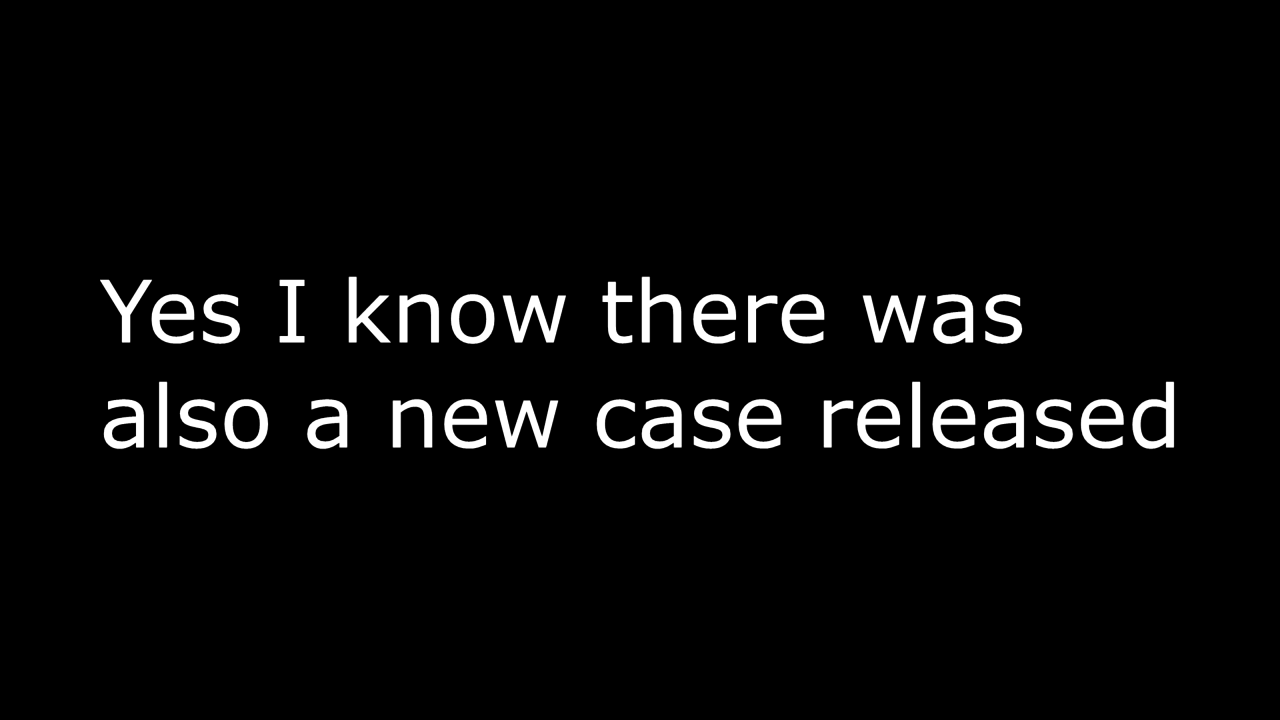 Yes I know there was
also a new case released